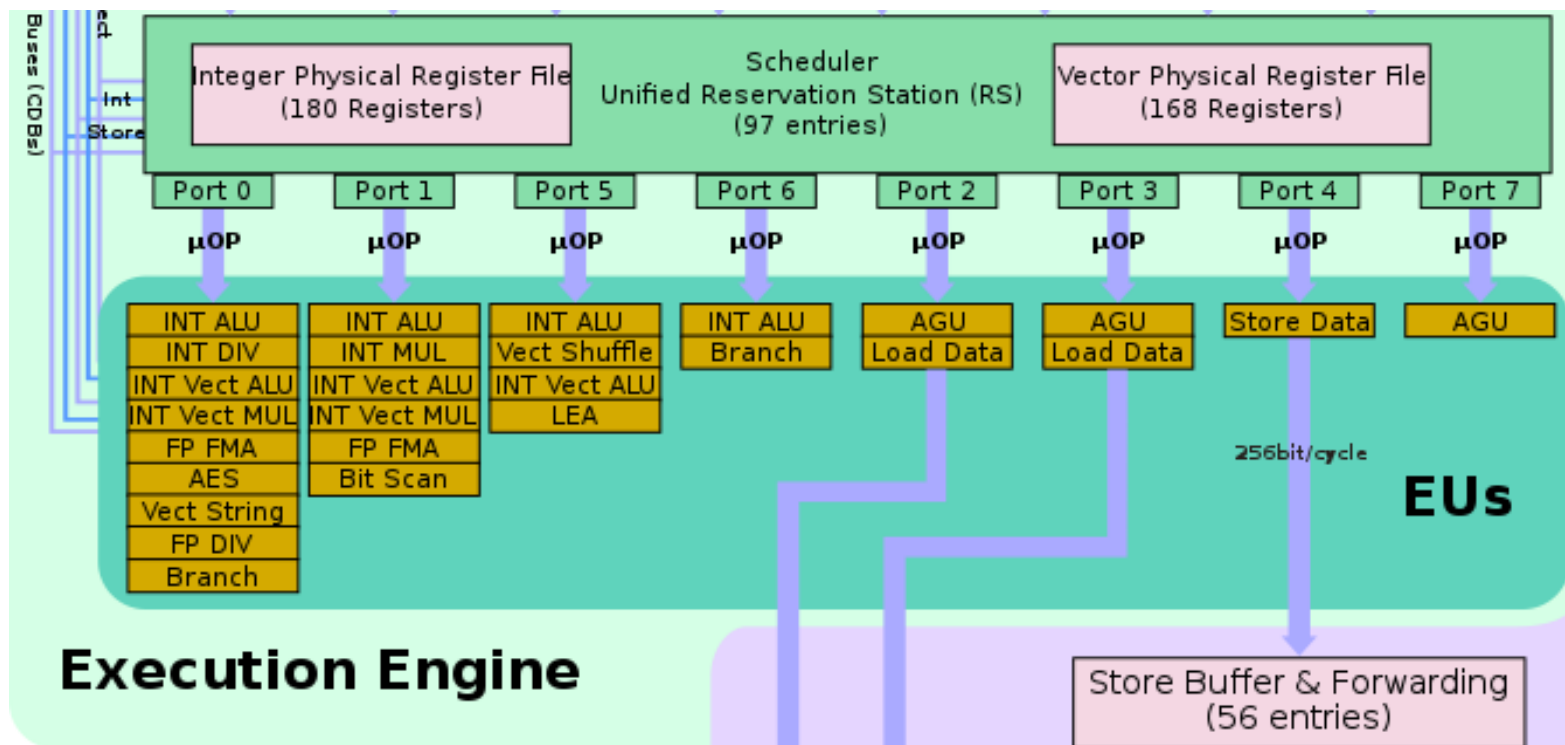 Buses (CDBs)
ect
Int
Store
Integer Physical Register File
(180 Registers)
Scheduler
Unified Reservation Station (RS)
(97 entries)
Vector Physical Register File
(168 Registers)
Port 0
Port 1
Port 5
Port 6
Port 2
Port 3
Port 4
Port 7
μOP
μOP
μOP
μOP
μOP
μOP
μOP
μOP
INT ALU
INT DIV
INT Vect ALU
INT Vect MUL
FP FMA
AES
Vect String
FP DIV
Branch
INT ALU
INT MUL
INT Vect ALU
INT Vect MUL
FP FMA
Bit Scan
INT ALU
Vect Shuffle
INT Vect ALU
LEA
INT ALU
Branch
AGU
Load Data
AGU
Load Data
Store Data
AGU
256bit/cycle
EUs
Execution Engine
Store Buffer & Forwarding
(56 entries)